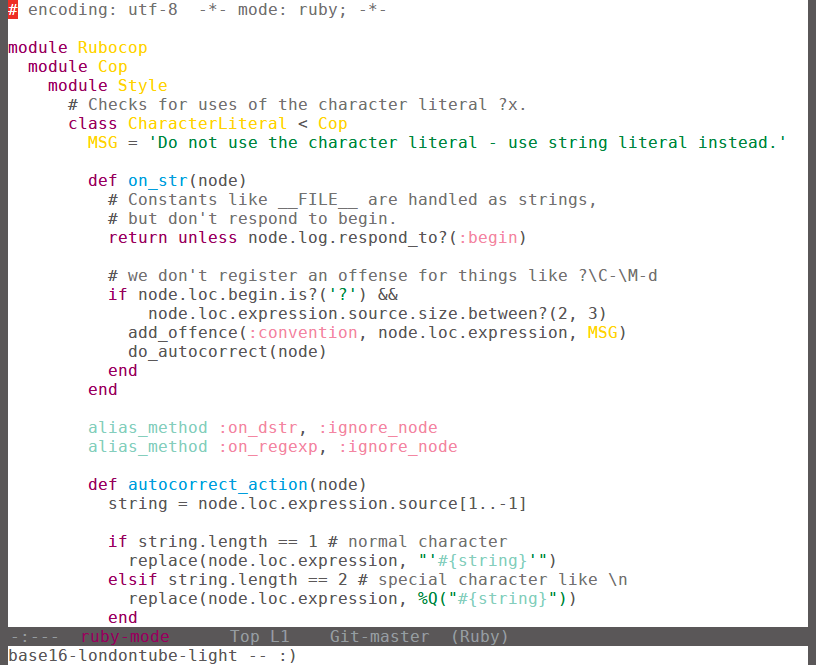 # encoding: utf-8  -*- mode: ruby; -*-

module Rubocop
  module Cop
    module Style
      # Checks for uses of the character literal ?x.
      class CharacterLiteral < Cop
        MSG = 'Do not use the character literal - use string literal instead.'

        def on_str(node)
          # Constants like __FILE__ are handled as strings,
          # but don't respond to begin.
          return unless node.log.respond_to?(:begin)

          # we don't register an offense for things like ?\C-\M-d
          if node.loc.begin.is?('?') &&
              node.loc.expression.source.size.between?(2, 3)
            add_offence(:convention, node.loc.expression, MSG)
            do_autocorrect(node)
          end
        end

        alias_method :on_dstr, :ignore_node
        alias_method :on_regexp, :ignore_node

        def autocorrect_action(node)
          string = node.loc.expression.source[1..-1]

          if string.length == 1 # normal character
            replace(node.loc.expression, "'#{string}'")
          elsif string.length == 2 # special character like \n
            replace(node.loc.expression, %Q("#{string}"))
          end
-:---  ruby-mode      Top L1    Git-master  (Ruby)
base16-londontube-light -- :)